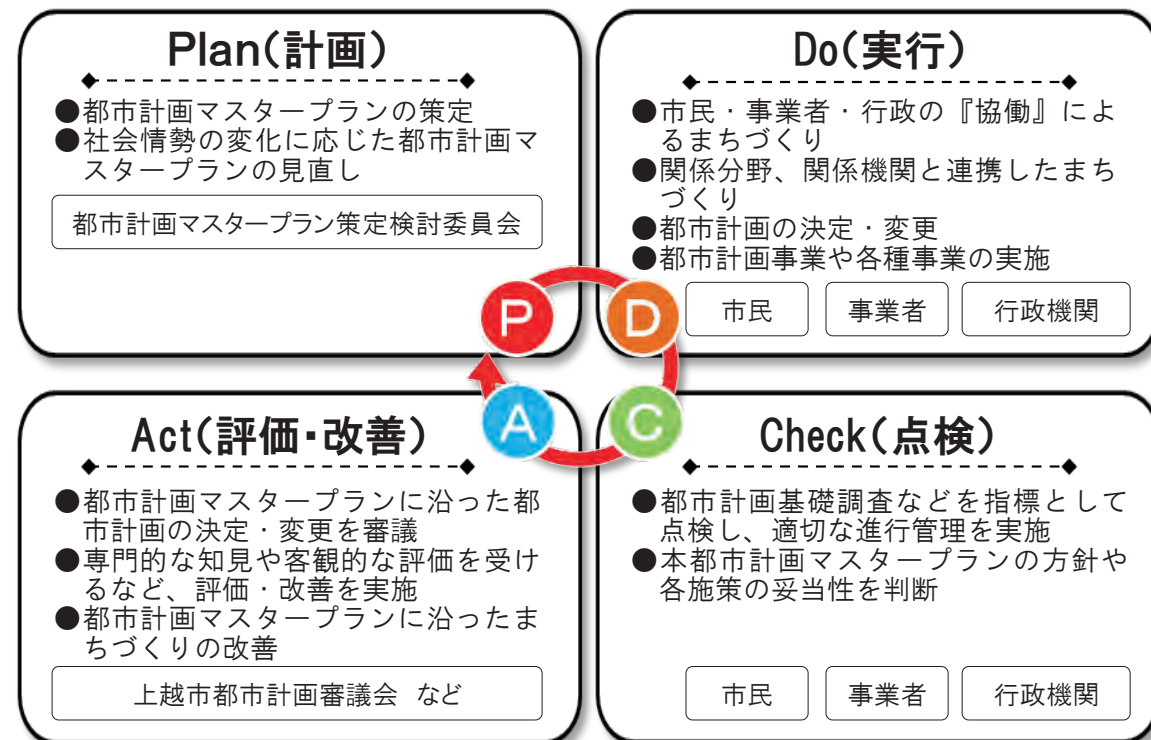 Plan(計画)
●都市計画マスタープランの策定
●社会情勢の変化に応じた都市計画マ
スタープランの見直し
都市計画マスタープラン策定検討委員会
Do(実行)
●市民・事業者・行政の『協働』によ
るまちづくり
●関係分野、関係機関と連携したまち
づくり
●都市計画の決定・変更
●都市計画事業や各種事業の実施
市民 事業者 行政機関
P D
A C
Act(評価・改善)
●都市計画マスタープランに沿った都
市計画の決定・変更を審議
●専門的な知見や客観的な評価を受け
るなど、評価・改善を実施
●都市計画マスタープランに沿ったま
ちづくりの改善
上越市都市計画審議会 など
Check(点検)
●都市計画基礎調査などを指標として
点検し、適切な進行管理を実施
●本都市計画マスタープランの方針や
各施策の妥当性を判断
市民 事業者 行政機関